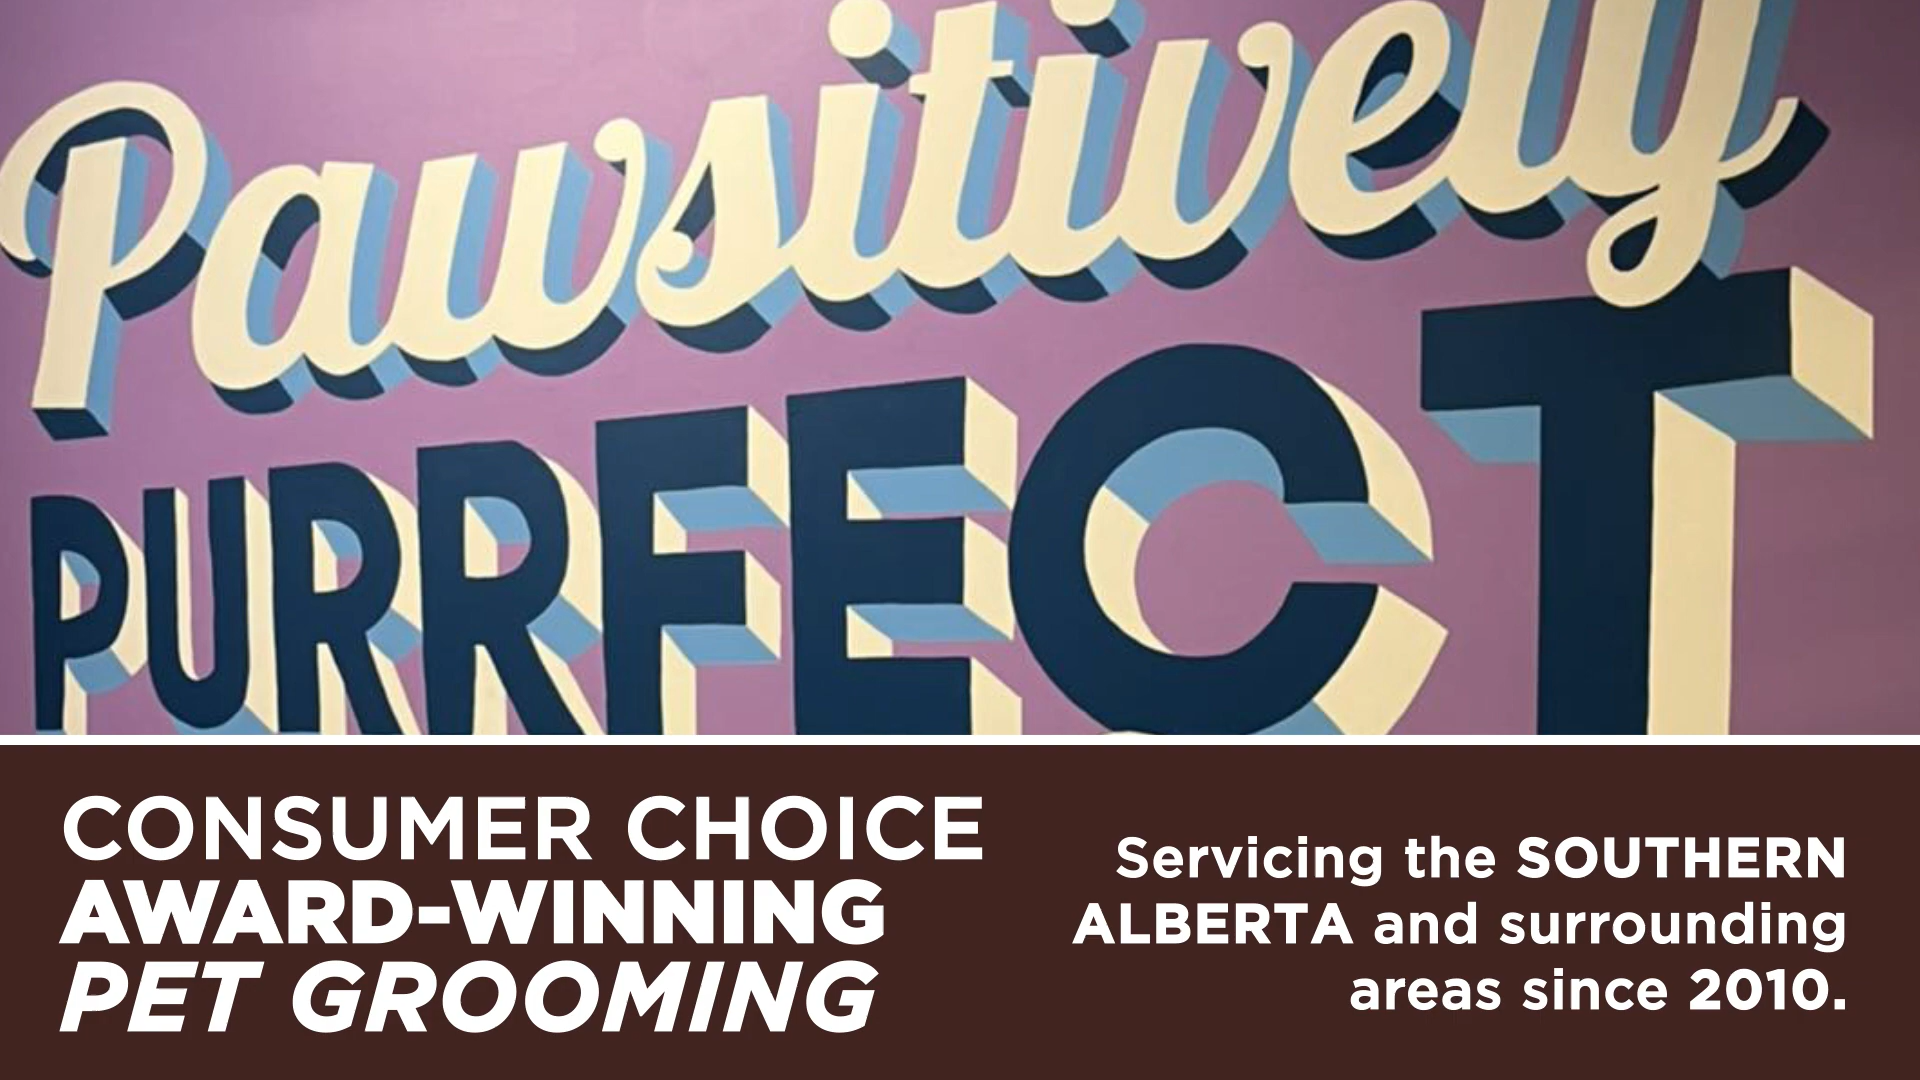 Pawsitively
PURRFECT
CONSUMER CHOICE
AWARD-WINNING
PET GROOMING
Servicing the SOUTHERN
ALBERTA and surrounding
areas since 2010.